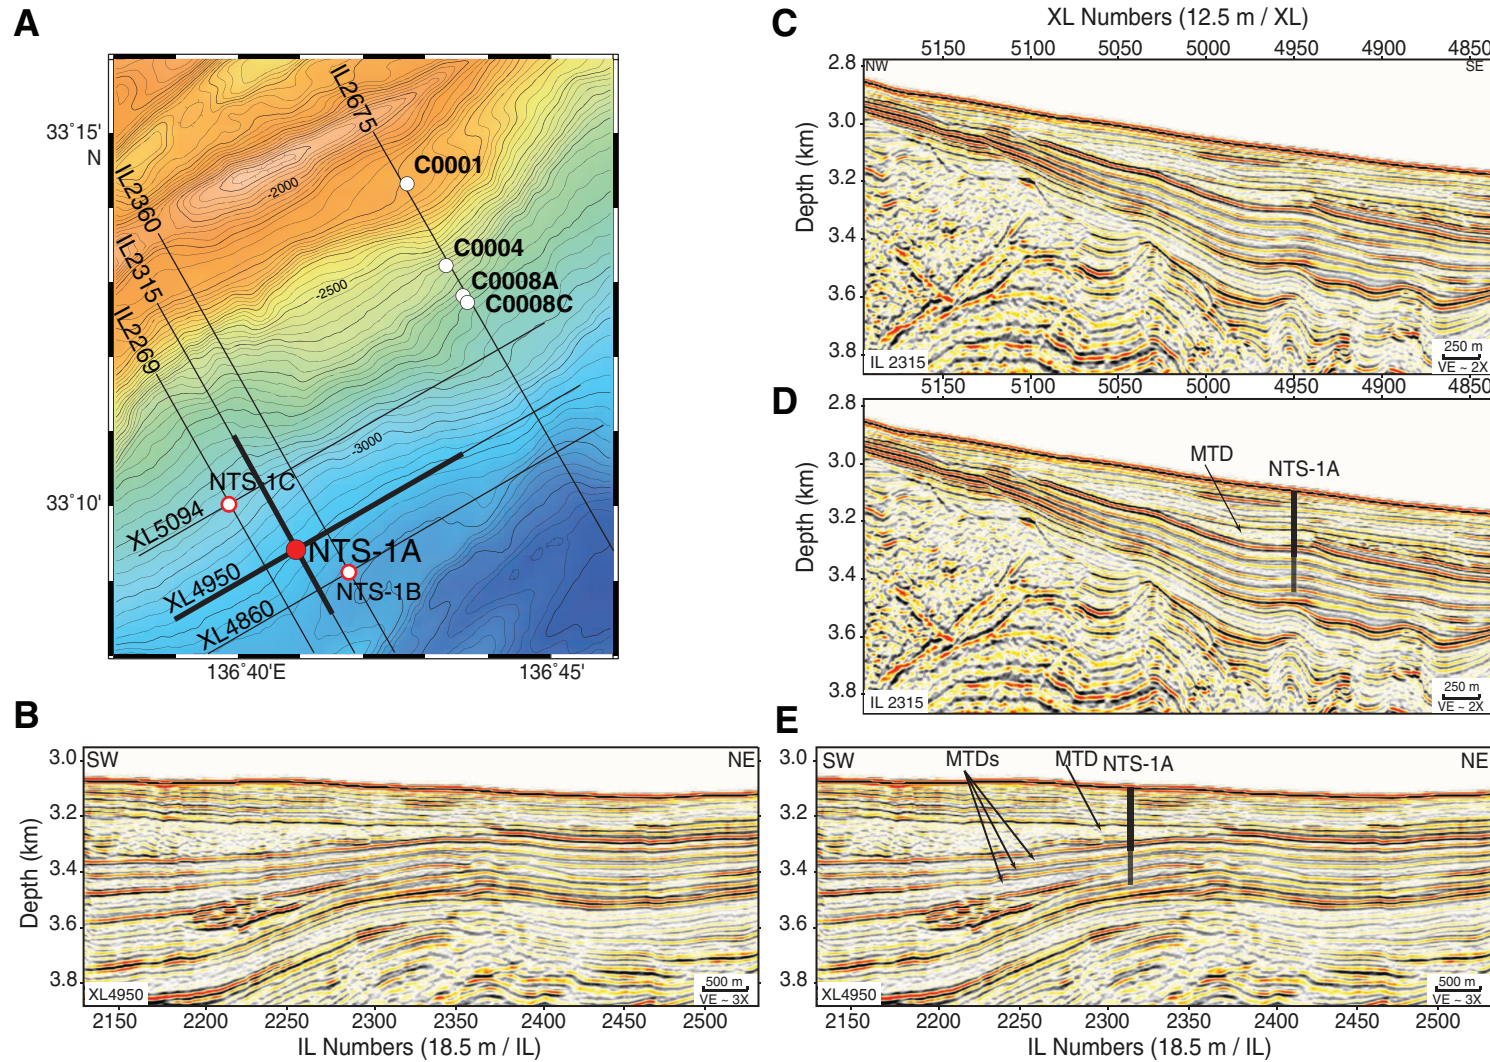 A
33˚15'
N
33˚10'
136˚40'E
136˚45'
IL2675
IL2360
IL2315
IL2269
C0001
C0004
C0008A
C0008C
-2000
-2500
-3000
NTS-1C
XL5094
NTS-1A
XL4950
NTS-1B
XL4860
C
XL Numbers (12.5 m / XL)
5150 5100 5050 5000 4950 4900 4850
NW
SE
2.8
3.0
3.2
3.4
3.6
3.8
Depth (km)
IL 2315
250 m
VE ~ 2X
5150 5100 5050 5000 4950 4900 4850
D
2.8
3.0
3.2
3.4
3.6
3.8
Depth (km)
MTD
NTS-1A
IL 2315
250 m
VE ~ 2X
B
SW
NE
3.0
3.2
3.4
3.6
3.8
Depth (km)
XL4950
500 m
VE ~ 3X
2150 2200 2250 2300 2350 2400 2450 2500
IL Numbers (18.5 m / IL)
E
SW
MTDs
MTD
NTS-1A
NE
3.0
3.2
3.4
3.6
3.8
Depth (km)
XL4950
500 m
VE ~ 3X
2150 2200 2250 2300 2350 2400 2450 2500
IL Numbers (18.5 m / IL)